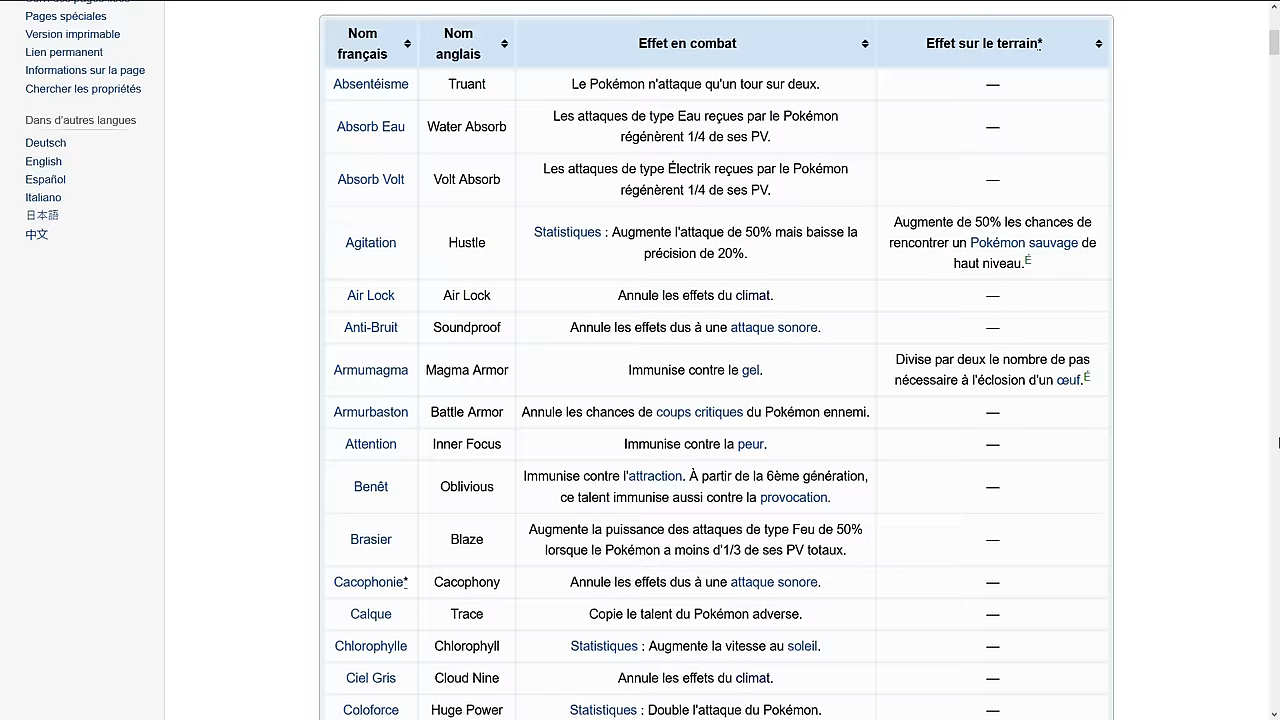 Pages spéciales
Version imprimable
Lien permanent
Informations sur la page
Chercher les propriétés
Dans d'autres langues
Deutsch
English
Español
Italiano
日本語
中文
Nom français
Nom anglais
Effet en combat
Effet sur le terrain*
Absentéisme Truant Le Pokémon n'attaque qu'un tour sur deux. —
Absorb Eau Water Absorb Les attaques de type Eau reçues par le Pokémon
régénèrent 1/4 de ses PV. —
Absorb Volt Volt Absorb Les attaques de type Électrik reçues par le Pokémon
régénèrent 1/4 de ses PV. —
Agitation Hustle Statistiques : Augmente l'attaque de 50% mais baisse la
précision de 20%.
Augmente de 50% les chances de
rencontrer un Pokémon sauvage de
haut niveau.É
Air Lock Air Lock Annule les effets du climat. —
Anti-Bruit Soundproof Annule les effets dus à une attaque sonore. —
Armumagma Magma Armor Immunise contre le gel.
Divise par deux le nombre de pas
nécessaire à l'éclosion d'un œuf.É
Armurbaston Battle Armor Annule les chances de coups critiques du Pokémon ennemi. —
Attention Inner Focus Immunise contre la peur. —
Benêt Oblivious Immunise contre l'attraction. À partir de la 6ème génération,
ce talent immunise aussi contre la provocation. —
Brasier Blaze Augmente la puissance des attaques de type Feu de 50%
lorsque le Pokémon a moins d'1/3 de ses PV totaux. —
Cacophonie* Cacophony Annule les effets dus à une attaque sonore. —
Calque Trace Copie le talent du Pokémon adverse. —
Chlorophylle Chlorophyll Statistiques : Augmente la vitesse au soleil. —
Ciel Gris Cloud Nine Annule les effets du climat. —
Coloforce Huge Power Statistiques : Double l'attaque du Pokémon. —